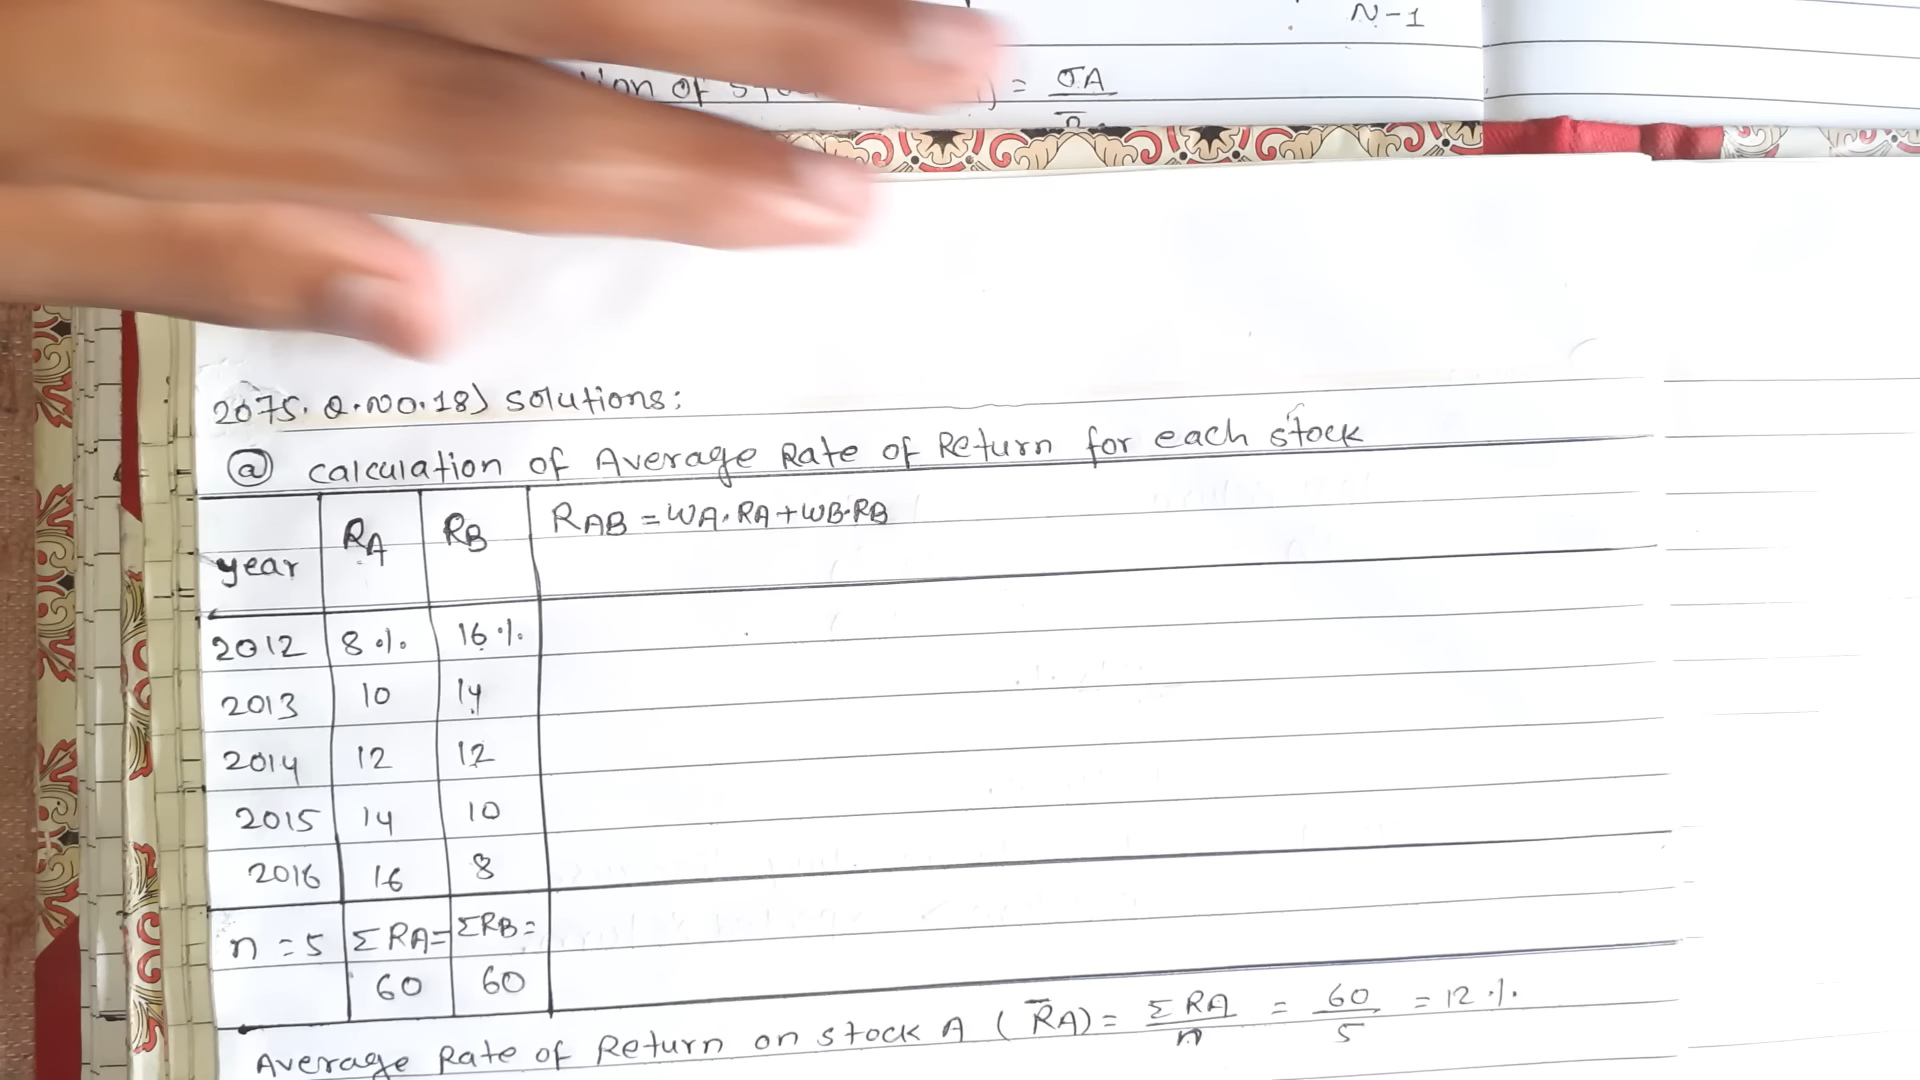 N-1
ion of = σA
2075. Q.NO.18) solutions:
ⓐ calculation of Average Rate of Return for each stock
year RA RB RAB = WA.RA+WB.RB
2012 8% 16%
2013 10 14
2014 12 12
2015 14 10
2016 16 8
n = 5 ΣRA= ΣRB=
60 60
Average Rate of Return on stock A (R̄A) = ΣRA/n = 60/5 = 12%